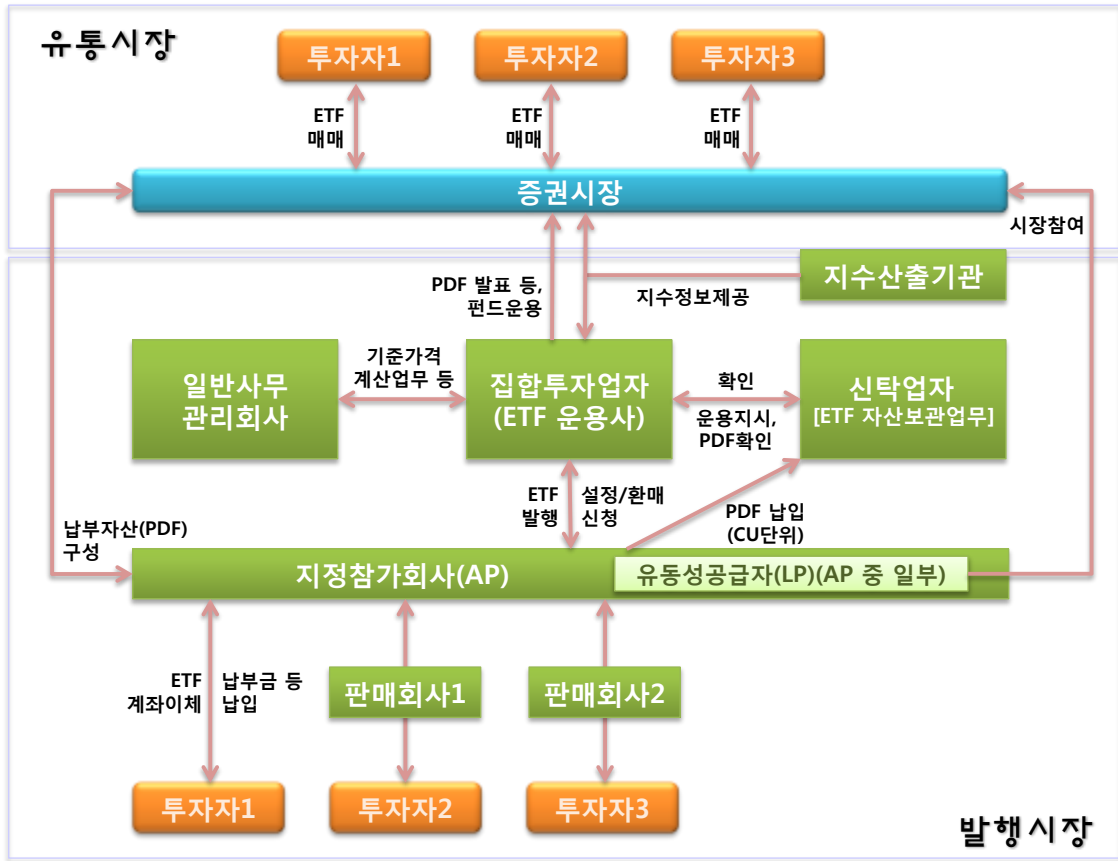 유통시장
투자자1
투자자2
투자자3
ETF
매매
ETF
매매
ETF
매매
증권시장
시장참여
PDF 발표 등,
펀드운용
지수정보제공
지수산출기관
일반사무
관리회사
기준가격
계산업무 등
집합투자업자
(ETF 운용사)
확인
운용지시,
PDF확인
신탁업자
[ETF 자산보관업무]
납부자산(PDF)
구성
ETF
발행
설정/환매
신청
PDF 납입
(CU단위)
지정참가회사(AP)
유동성공급자(LP)(AP 중 일부)
ETF
계좌이체
납부금 등
납입
판매회사1
판매회사2
투자자1
투자자2
투자자3
발행시장